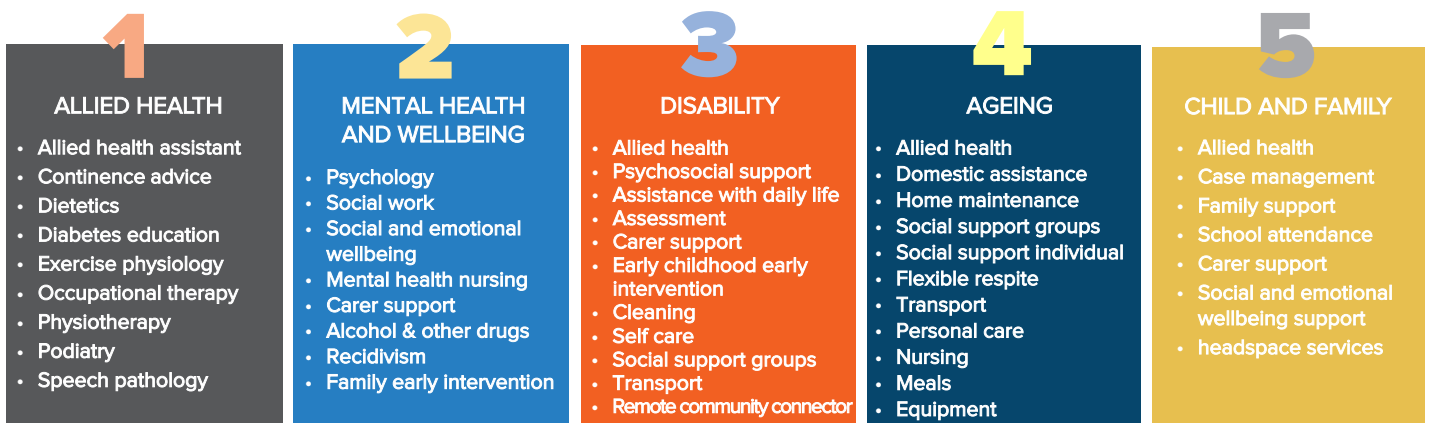 1
ALLIED HEALTH
• Allied health assistant
• Continence advice
• Dietetics
• Diabetes education
• Exercise physiology
• Occupational therapy
• Physiotherapy
• Podiatry
• Speech pathology
2
MENTAL HEALTH
AND WELLBEING
• Psychology
• Social work
• Social and emotional
wellbeing
• Mental health nursing
• Carer support
• Alcohol & other drugs
• Recidivism
• Family early intervention
3
DISABILITY
• Allied health
• Psychosocial support
• Assistance with daily life
• Assessment
• Carer support
• Early childhood early
intervention
• Cleaning
• Self care
• Social support groups
• Transport
• Remote community connector
4
AGEING
• Allied health
• Domestic assistance
• Home maintenance
• Social support groups
• Social support individual
• Flexible respite
• Transport
• Personal care
• Nursing
• Meals
• Equipment
5
CHILD AND FAMILY
• Allied health
• Case management
• Family support
• School attendance
• Carer support
• Social and emotional
wellbeing support
• headspace services